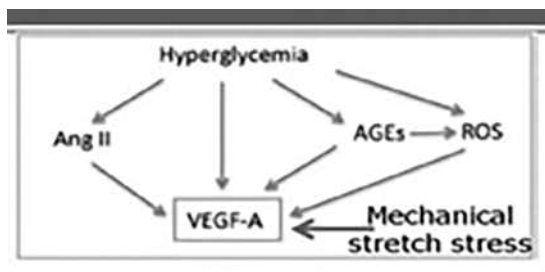 Hyperglycemia
Ang II
AGEs
ROS
VEGF-A
Mechanical
stretch stress